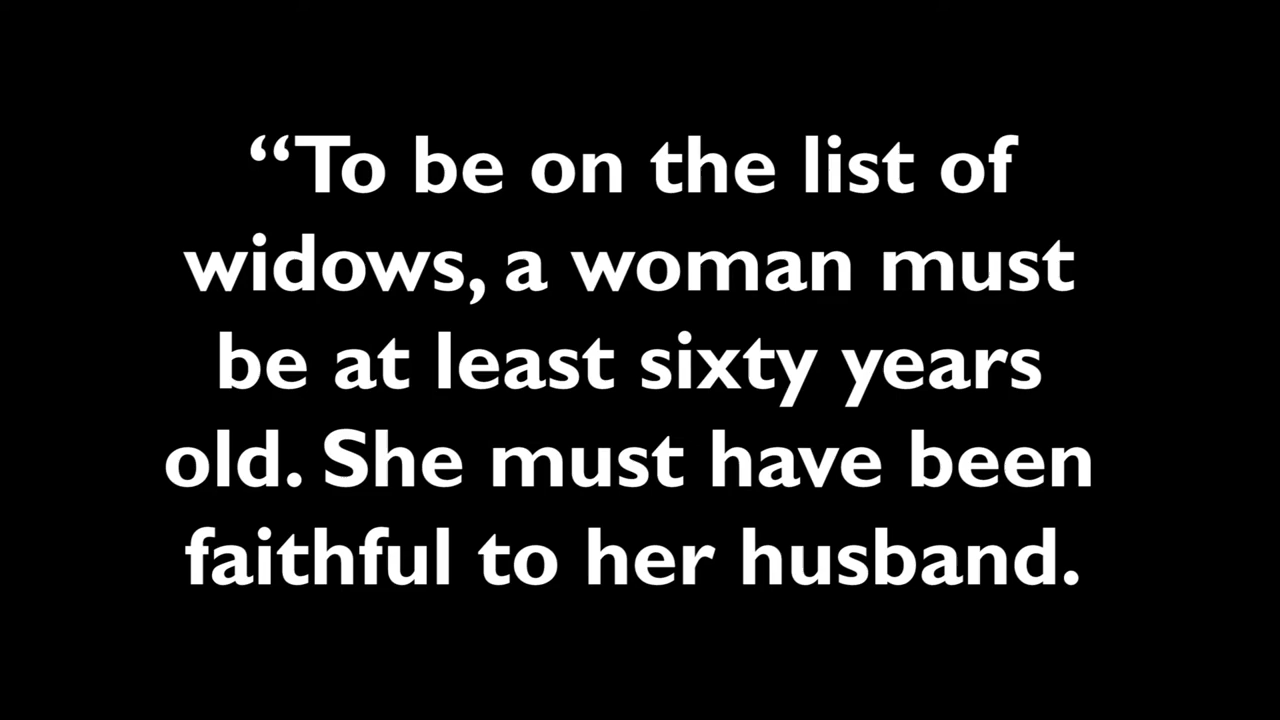 “To be on the list of
widows, a woman must
be at least sixty years
old. She must have been
faithful to her husband.